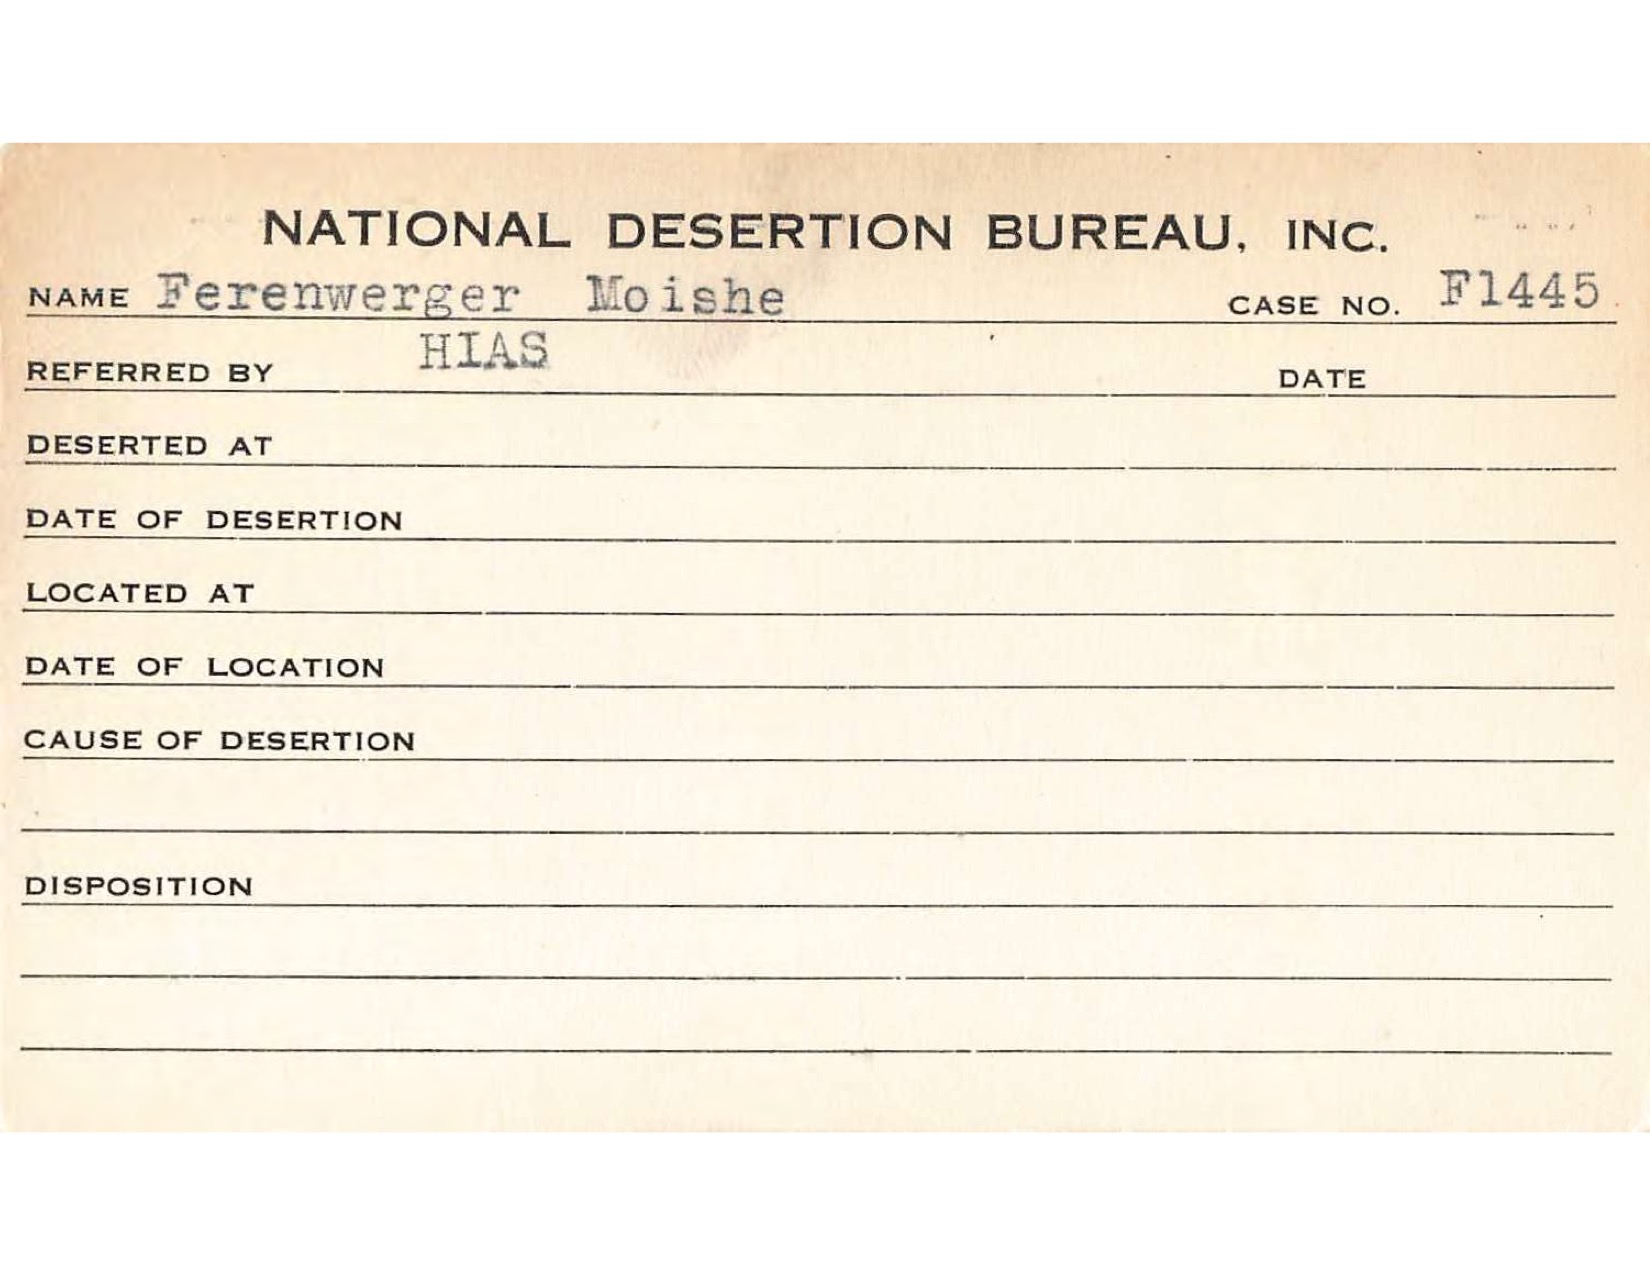 NATIONAL DESERTION BUREAU, INC.
NAME Ferenwerger Moishe CASE NO. F1445
REFERRED BY HIAS DATE
DESERTED AT
DATE OF DESERTION
LOCATED AT
DATE OF LOCATION
CAUSE OF DESERTION
DISPOSITION